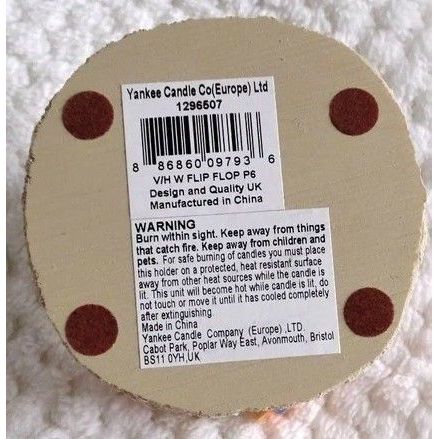 Yankee Candle Co(Europe) Ltd
1296507
8 86860 09793 6
V/H W FLIP FLOP P6
Design and Quality UK
Manufactured in China
WARNING
Burn within sight. Keep away from things
that catch fire. Keep away from children and
pets. For safe burning of candles you must place
this holder on a protected, heat resistant surface
away from other heat sources while the candle is
lit. This unit will become hot while candle is lit, do
not touch or move it until it has cooled completely
after extinguishing
Made in China
Yankee Candle Company (Europe) .LTD.
Cabot Park, Poplar Way East, Avonmouth, Bristol
BS11 0YH,UK